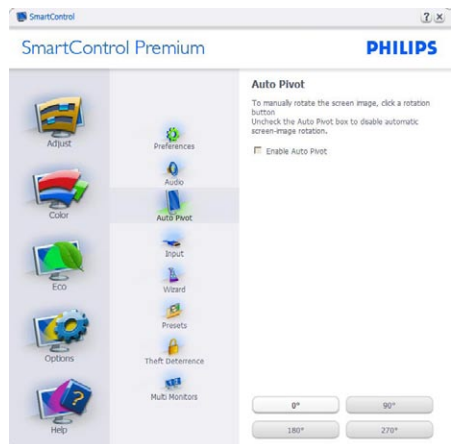 SmartControl
? x
SmartControl Premium
PHILIPS
Adjust
Color
Eco
Options
Help
Preferences
Audio
Auto Pivot
Input
Wizard
Presets
Theft Deterrence
Multi Monitors
Auto Pivot
To manually rotate the screen image, click a rotation
button
Uncheck the Auto Pivot box to disable automatic
screen-image rotation.
Enable Auto Pivot
0° 90°
180° 270°